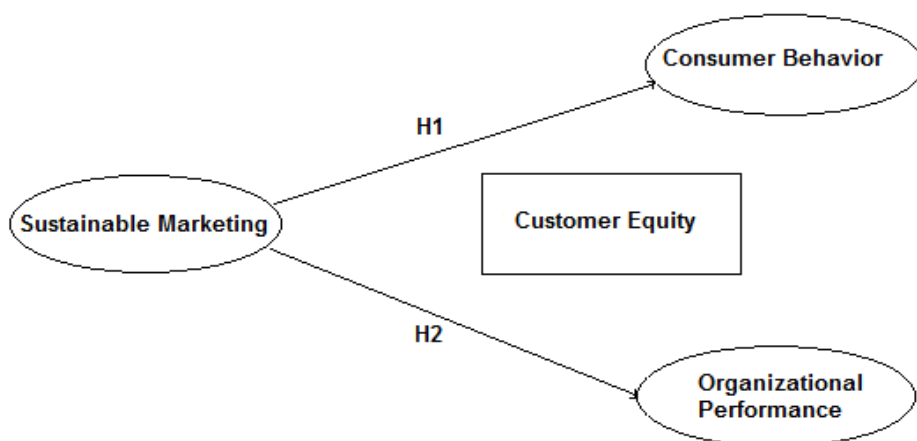 Consumer Behavior
H1
Sustainable Marketing
Customer Equity
H2
Organizational
Performance